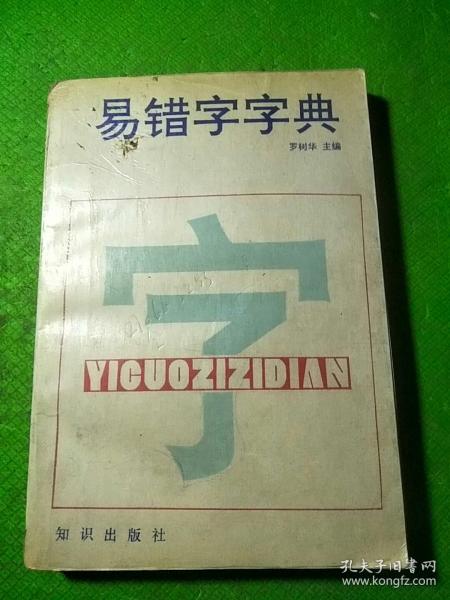 易错字字典
罗树华 主编
字
YICUOZIZIDIAN
知识出版社
孔夫子旧书网
www.kongfz.com